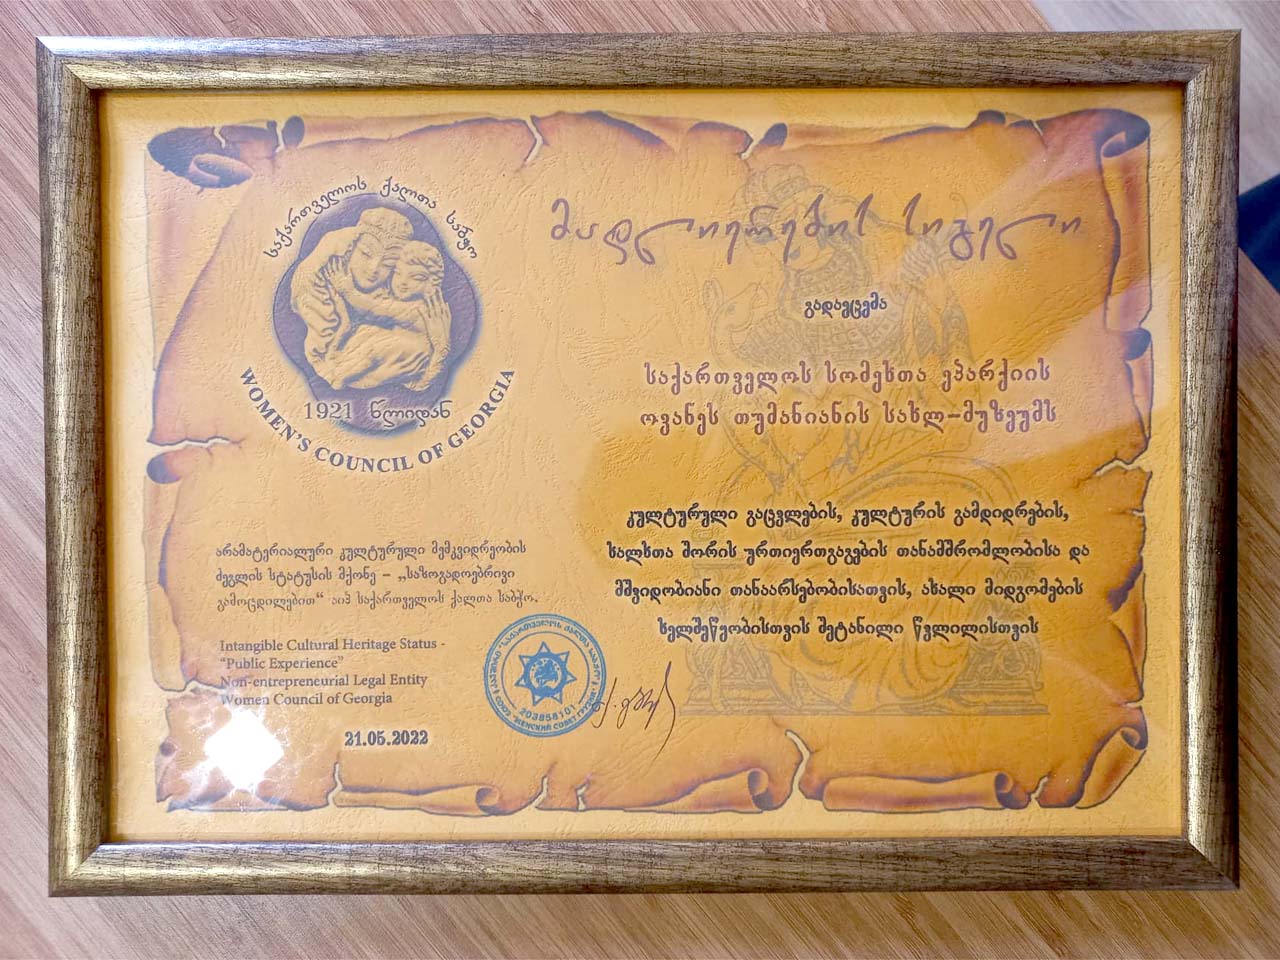 საქართველოს ქალთა საბჭო
1921 წლიდან
WOMEN'S COUNCIL OF GEORGIA
მადლიერების სიგელი
გადაეცემა
საქართველოს სომეხთა ეპარქიის
ოვანეს თუმანიანის სახლ-მუზეუმს
კულტურული გაცვლების, კულტურის გამდიდრების,
ხალხთა შორის ურთიერთგაგების თანამშრომლობისა და
მშვიდობიანი თანაარსებობისათვის, ახალი მიდგომების
ხელშეწყობისთვის შეტანილი წვლილისთვის
არამატერიალური კულტურული მემკვიდრეობის
ძეგლის სტატუსის მქონე – „საზოგადოებრივი
გამოცდილებით“ აიპ საქართველოს ქალთა საბჭო.
Intangible Cultural Heritage Status -
“Public Experience”
Non-entrepreneurial Legal Entity
Women Council of Georgia
21.05.2022
203858101